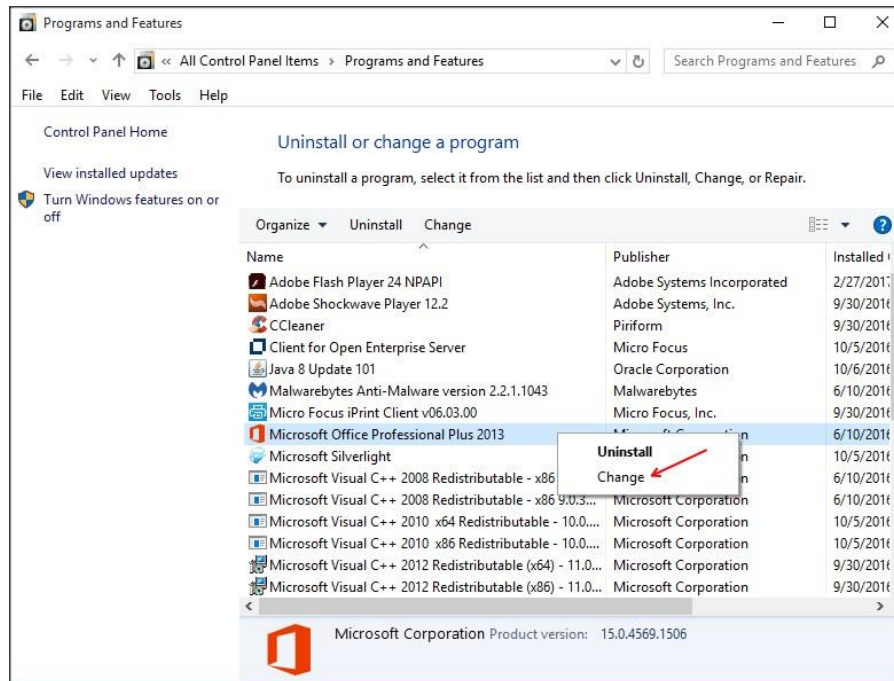 Programs and Features
« All Control Panel Items › Programs and Features
Search Programs and Features
File Edit View Tools Help
Control Panel Home
View installed updates
Turn Windows features on or
off
Uninstall or change a program
To uninstall a program, select it from the list and then click Uninstall, Change, or Repair.
Organize Uninstall Change
Name Publisher Installed
Adobe Flash Player 24 NPAPI Adobe Systems Incorporated 2/27/2017
Adobe Shockwave Player 12.2 Adobe Systems, Inc. 9/30/2016
CCleaner Piriform 9/30/2016
Client for Open Enterprise Server Micro Focus 10/5/2016
Java 8 Update 101 Oracle Corporation 10/6/2016
Malwarebytes Anti-Malware version 2.2.1.1043 Malwarebytes 6/10/2016
Micro Focus iPrint Client v06.03.00 Micro Focus, Inc. 9/30/2016
Microsoft Office Professional Plus 2013 6/10/2016
Uninstall
Change
Microsoft Silverlight 10/5/2016
Microsoft Visual C++ 2008 Redistributable - x86 6/10/2016
Microsoft Visual C++ 2008 Redistributable - x86 9.0.3... Microsoft Corporation 6/10/2016
Microsoft Visual C++ 2010 x64 Redistributable - 10.0.... Microsoft Corporation 10/5/2016
Microsoft Visual C++ 2010 x86 Redistributable - 10.0.... Microsoft Corporation 10/5/2016
Microsoft Visual C++ 2012 Redistributable (x64) - 11.0... Microsoft Corporation 9/30/2016
Microsoft Visual C++ 2012 Redistributable (x86) - 11.0... Microsoft Corporation 9/30/2016
Microsoft Corporation Product version: 15.0.4569.1506